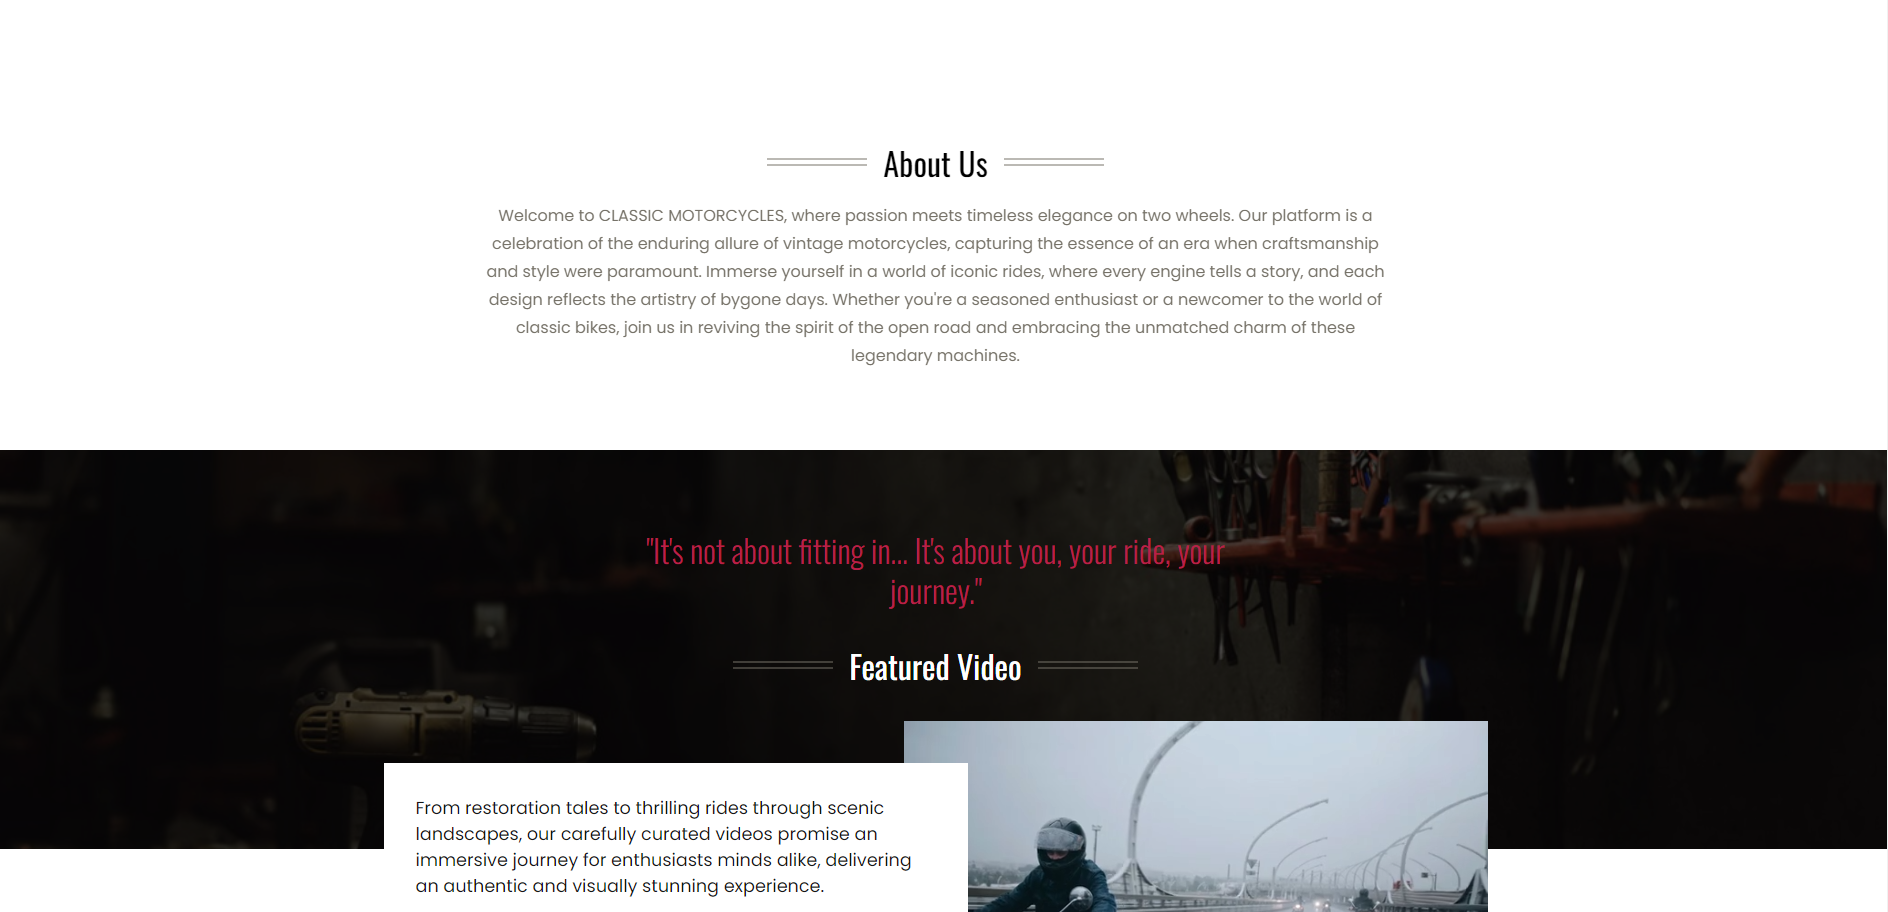 About Us
Welcome to CLASSIC MOTORCYCLES, where passion meets timeless elegance on two wheels. Our platform is a
celebration of the enduring allure of vintage motorcycles, capturing the essence of an era when craftsmanship
and style were paramount. Immerse yourself in a world of iconic rides, where every engine tells a story, and each
design reflects the artistry of bygone days. Whether you're a seasoned enthusiast or a newcomer to the world of
classic bikes, join us in reviving the spirit of the open road and embracing the unmatched charm of these
legendary machines.
"It's not about fitting in... It's about you, your ride, your
journey."
Featured Video
From restoration tales to thrilling rides through scenic
landscapes, our carefully curated videos promise an
immersive journey for enthusiasts minds alike, delivering
an authentic and visually stunning experience.